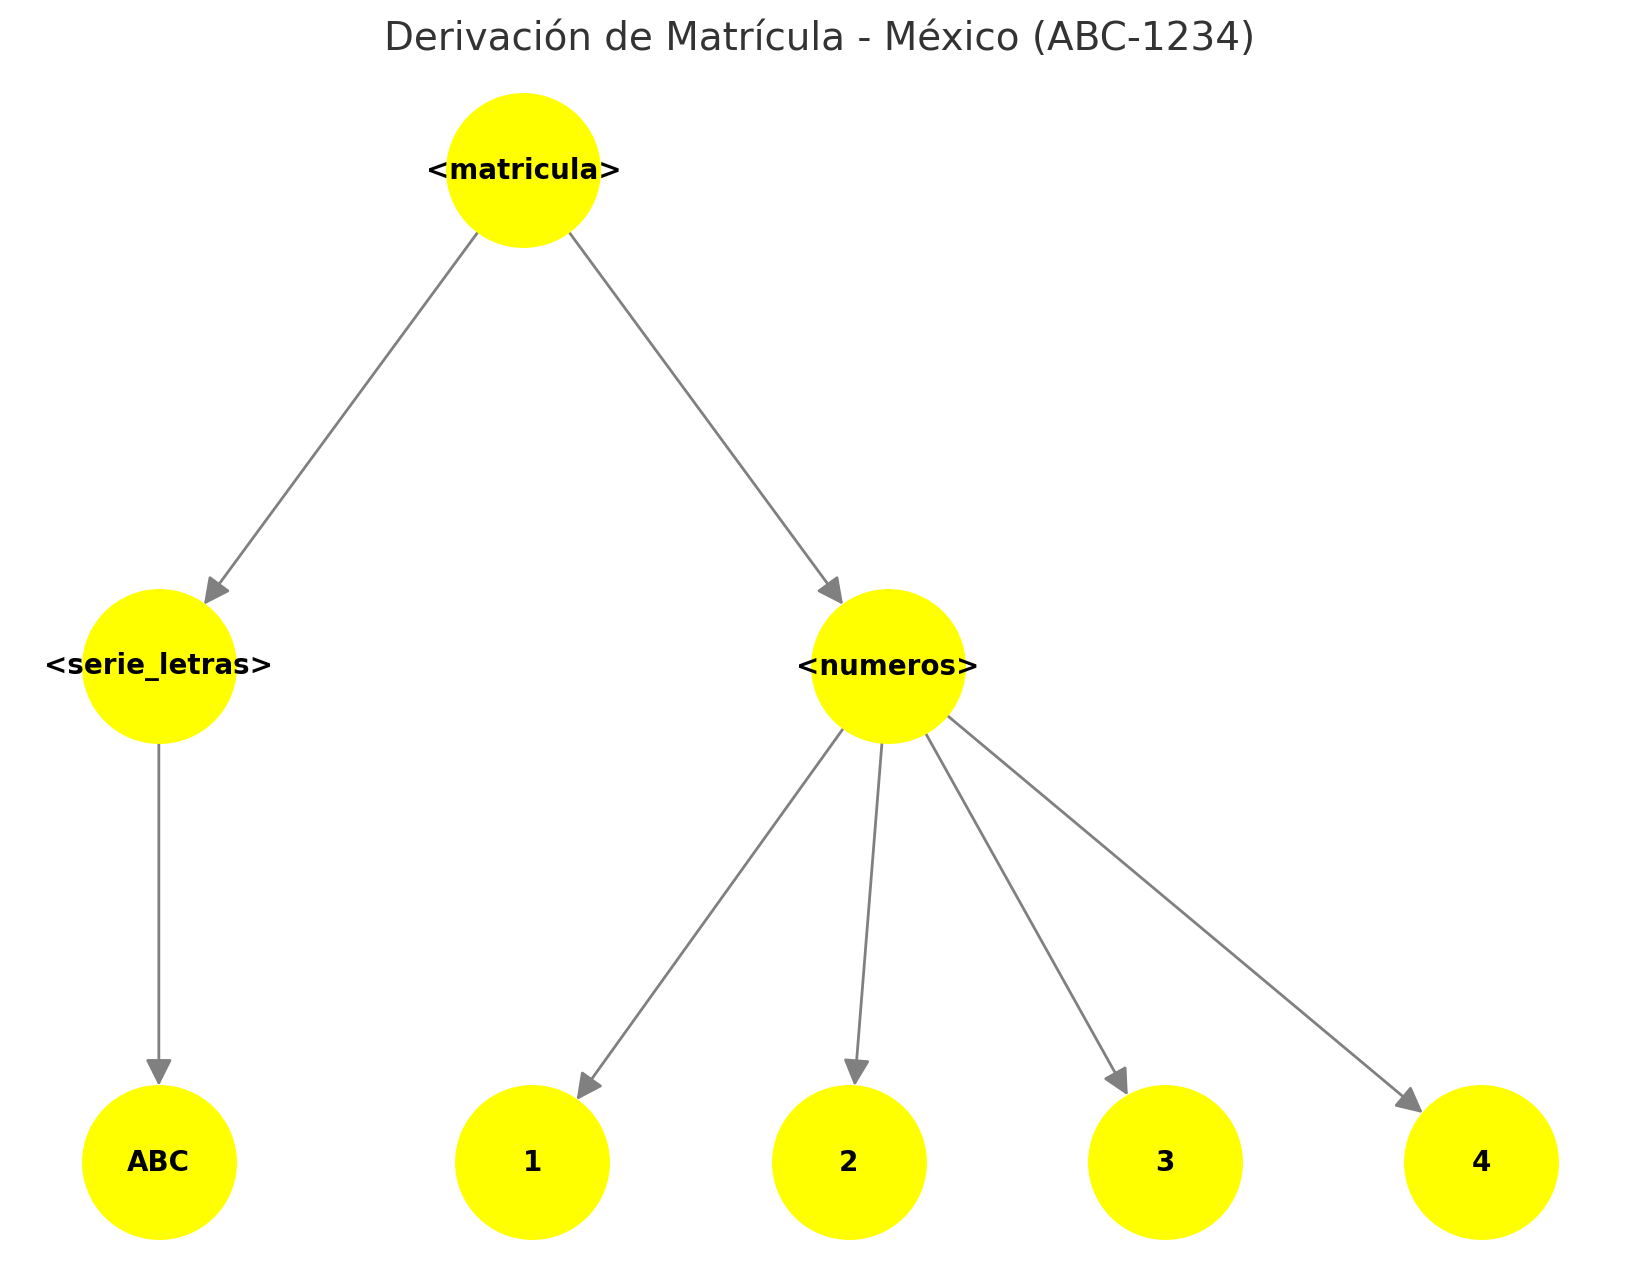 Derivación de Matrícula - México (ABC-1234)
<matricula>
<serie_letras>
<numeros>
ABC
1
2
3
4